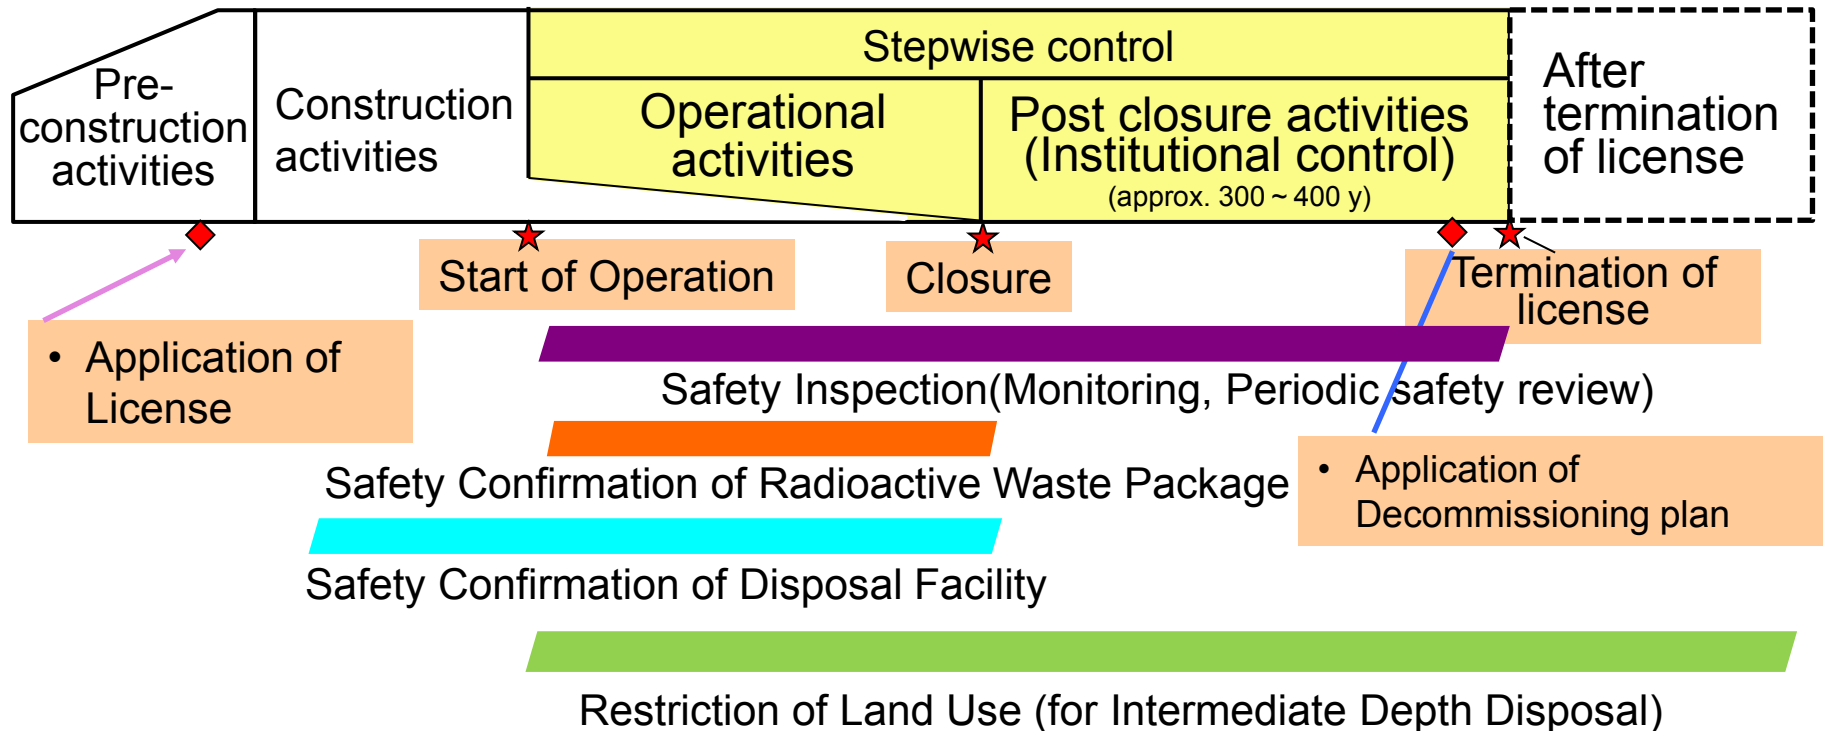 Stepwise control
Pre-
construction
activities
Construction
activities
Operational
activities
Post closure activities
(Institutional control)
(approx. 300 ~ 400 y)
After
termination
of license
Start of Operation
Closure
Termination of
license
• Application of
License
Safety Inspection(Monitoring, Periodic safety review)
Safety Confirmation of Radioactive Waste Package
• Application of
Decommissioning plan
Safety Confirmation of Disposal Facility
Restriction of Land Use (for Intermediate Depth Disposal)